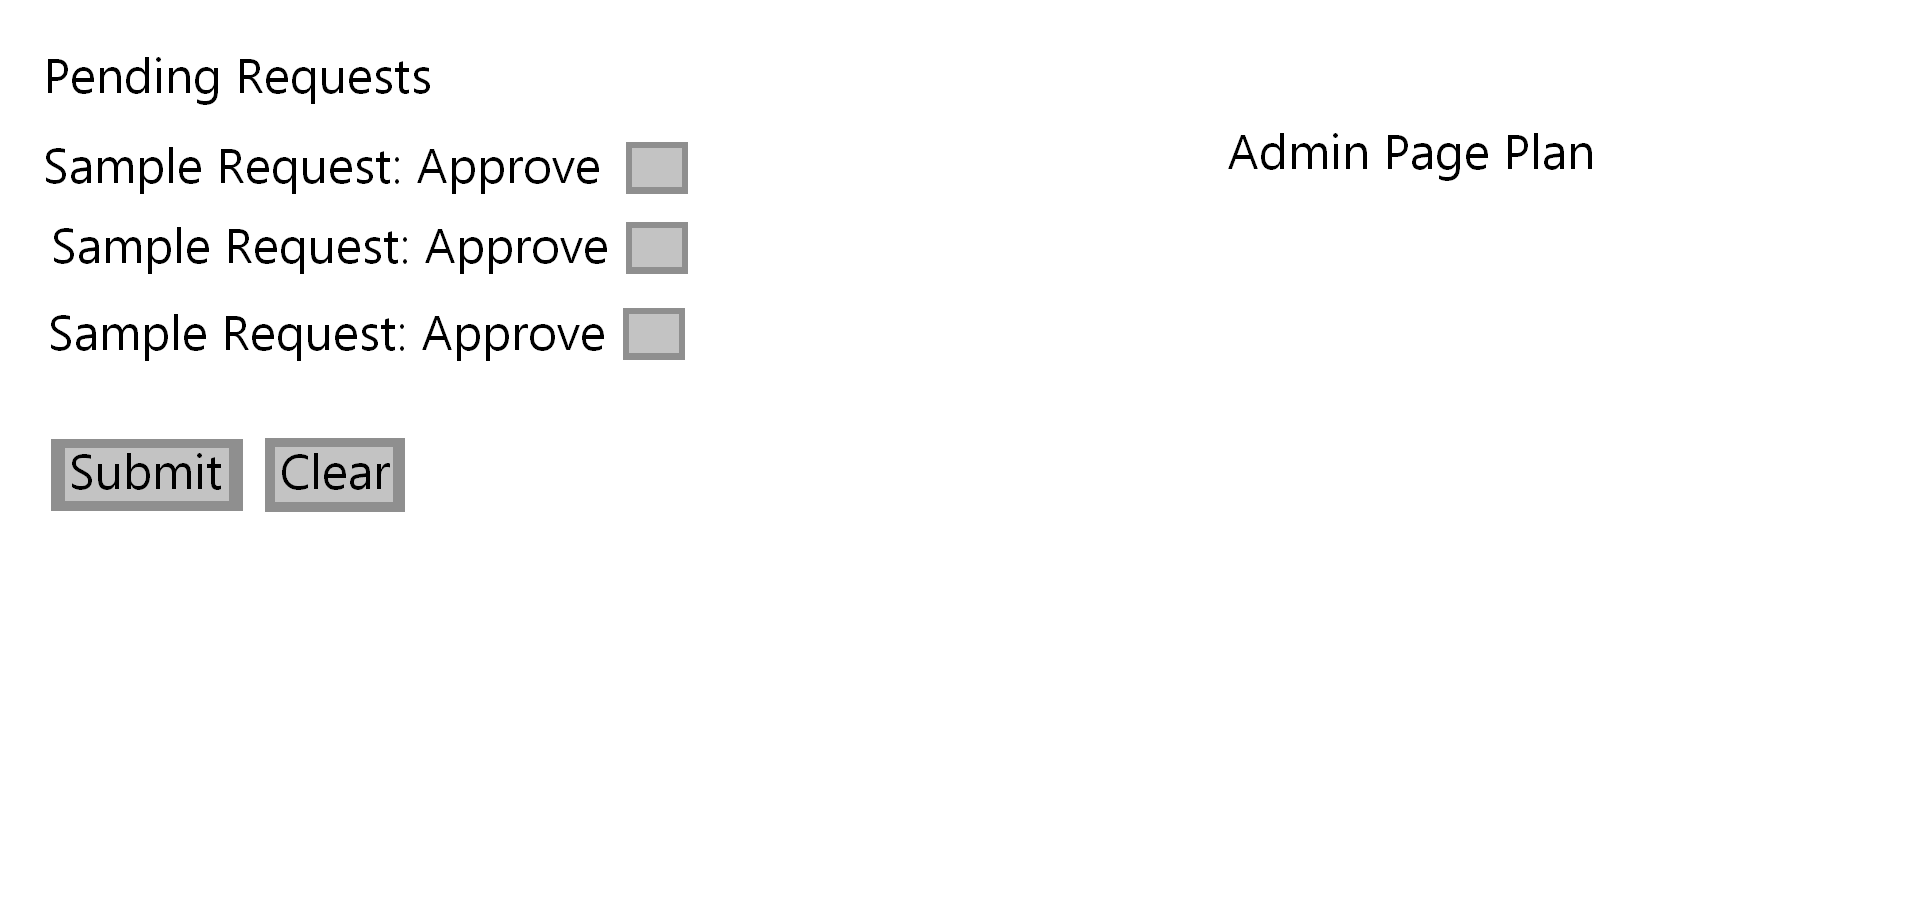 Pending Requests
Sample Request: Approve
Sample Request: Approve
Sample Request: Approve
Submit
Clear
Admin Page Plan